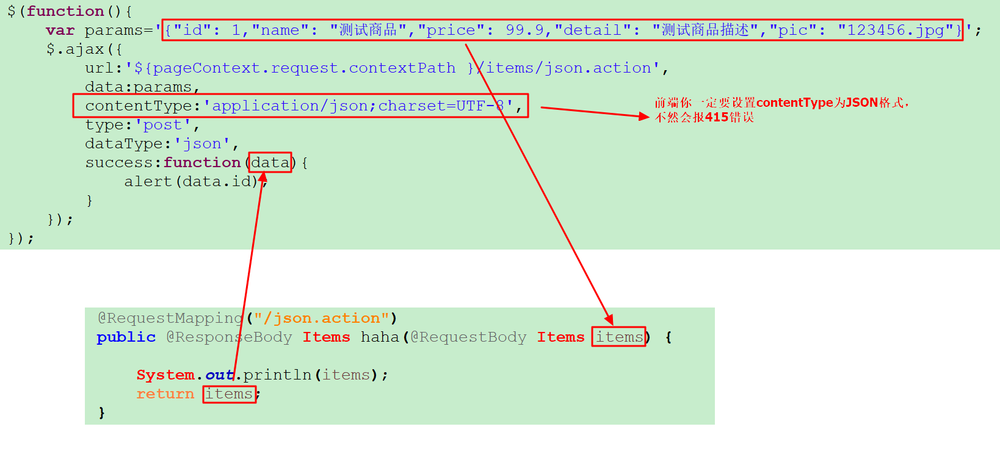 $(function(){
var params='{"id": 1,"name": "测试商品","price": 99.9,"detail": "测试商品描述","pic": "123456.jpg"}';
$.ajax({
url:'${pageContext.request.contextPath }/items/json.action',
data:params,
contentType:'application/json;charset=UTF-8',
前端你一定要设置contentType为JSON格式，
不然会报415错误
type:'post',
dataType:'json',
success:function(data){
alert(data.id);
}
});
});
@RequestMapping("/json.action")
public @ResponseBody Items haha(@RequestBody Items items) {
System.out.println(items);
return items;
}